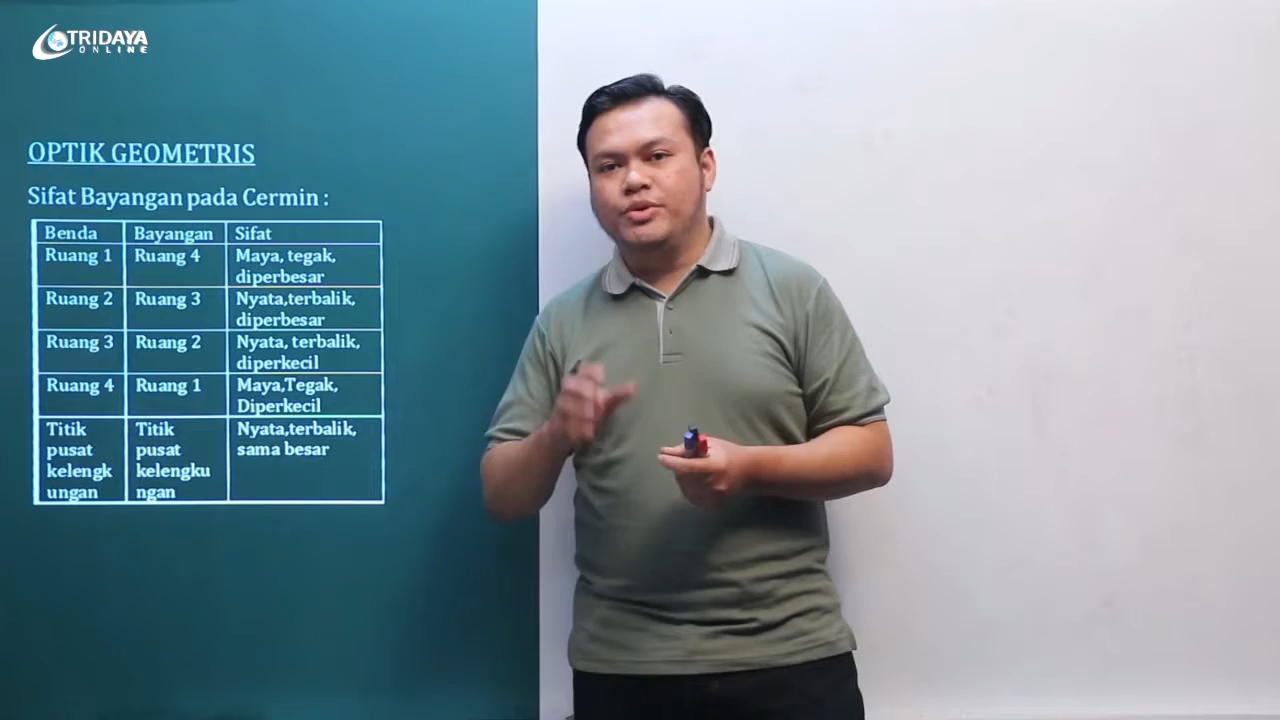 TRIDAYA
ONLINE
OPTIK GEOMETRIS
Sifat Bayangan pada Cermin :
Benda Bayangan Sifat
Ruang 1 Ruang 4 Maya, tegak,
diperbesar
Ruang 2 Ruang 3 Nyata,terbalik,
diperbesar
Ruang 3 Ruang 2 Nyata, terbalik,
diperkecil
Ruang 4 Ruang 1 Maya,Tegak,
Diperkecil
Titik Titik Nyata,terbalik,
pusat pusat sama besar
kelengk kelengku
ungan ngan